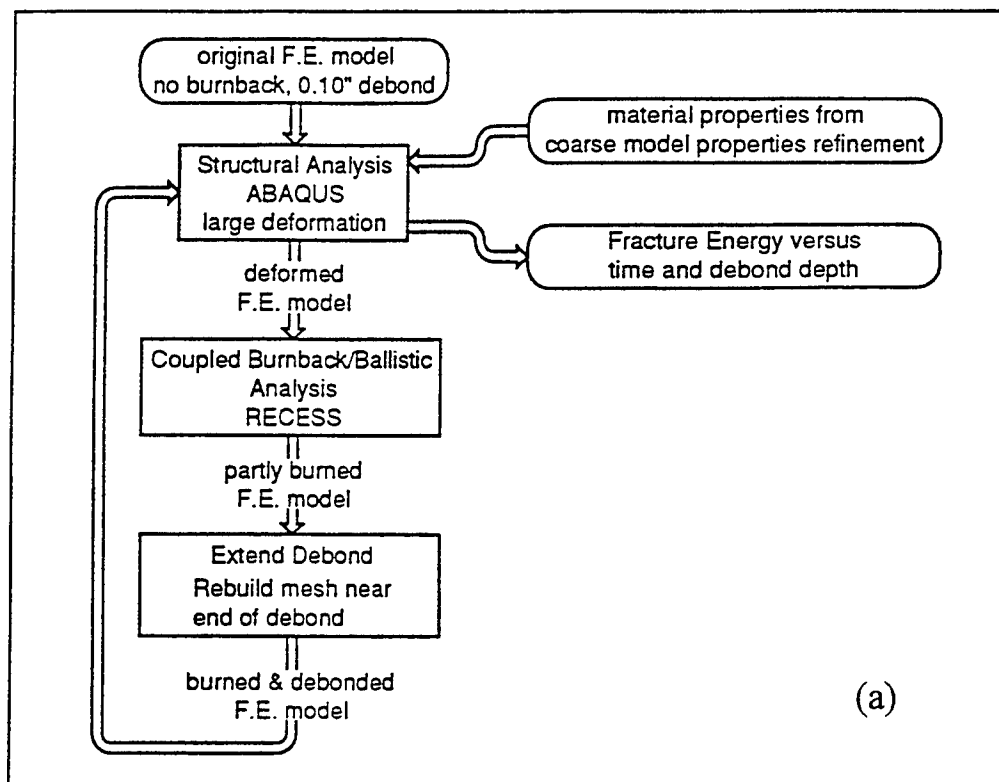 original F.E. model
no burnback, 0.10" debond
material properties from
coarse model properties refinement
Structural Analysis
ABAQUS
large deformation
Fracture Energy versus
time and debond depth
deformed
F.E. model
Coupled Burnback/Ballistic
Analysis
RECESS
partly burned
F.E. model
Extend Debond
Rebuild mesh near
end of debond
burned & debonded
F.E. model
(a)